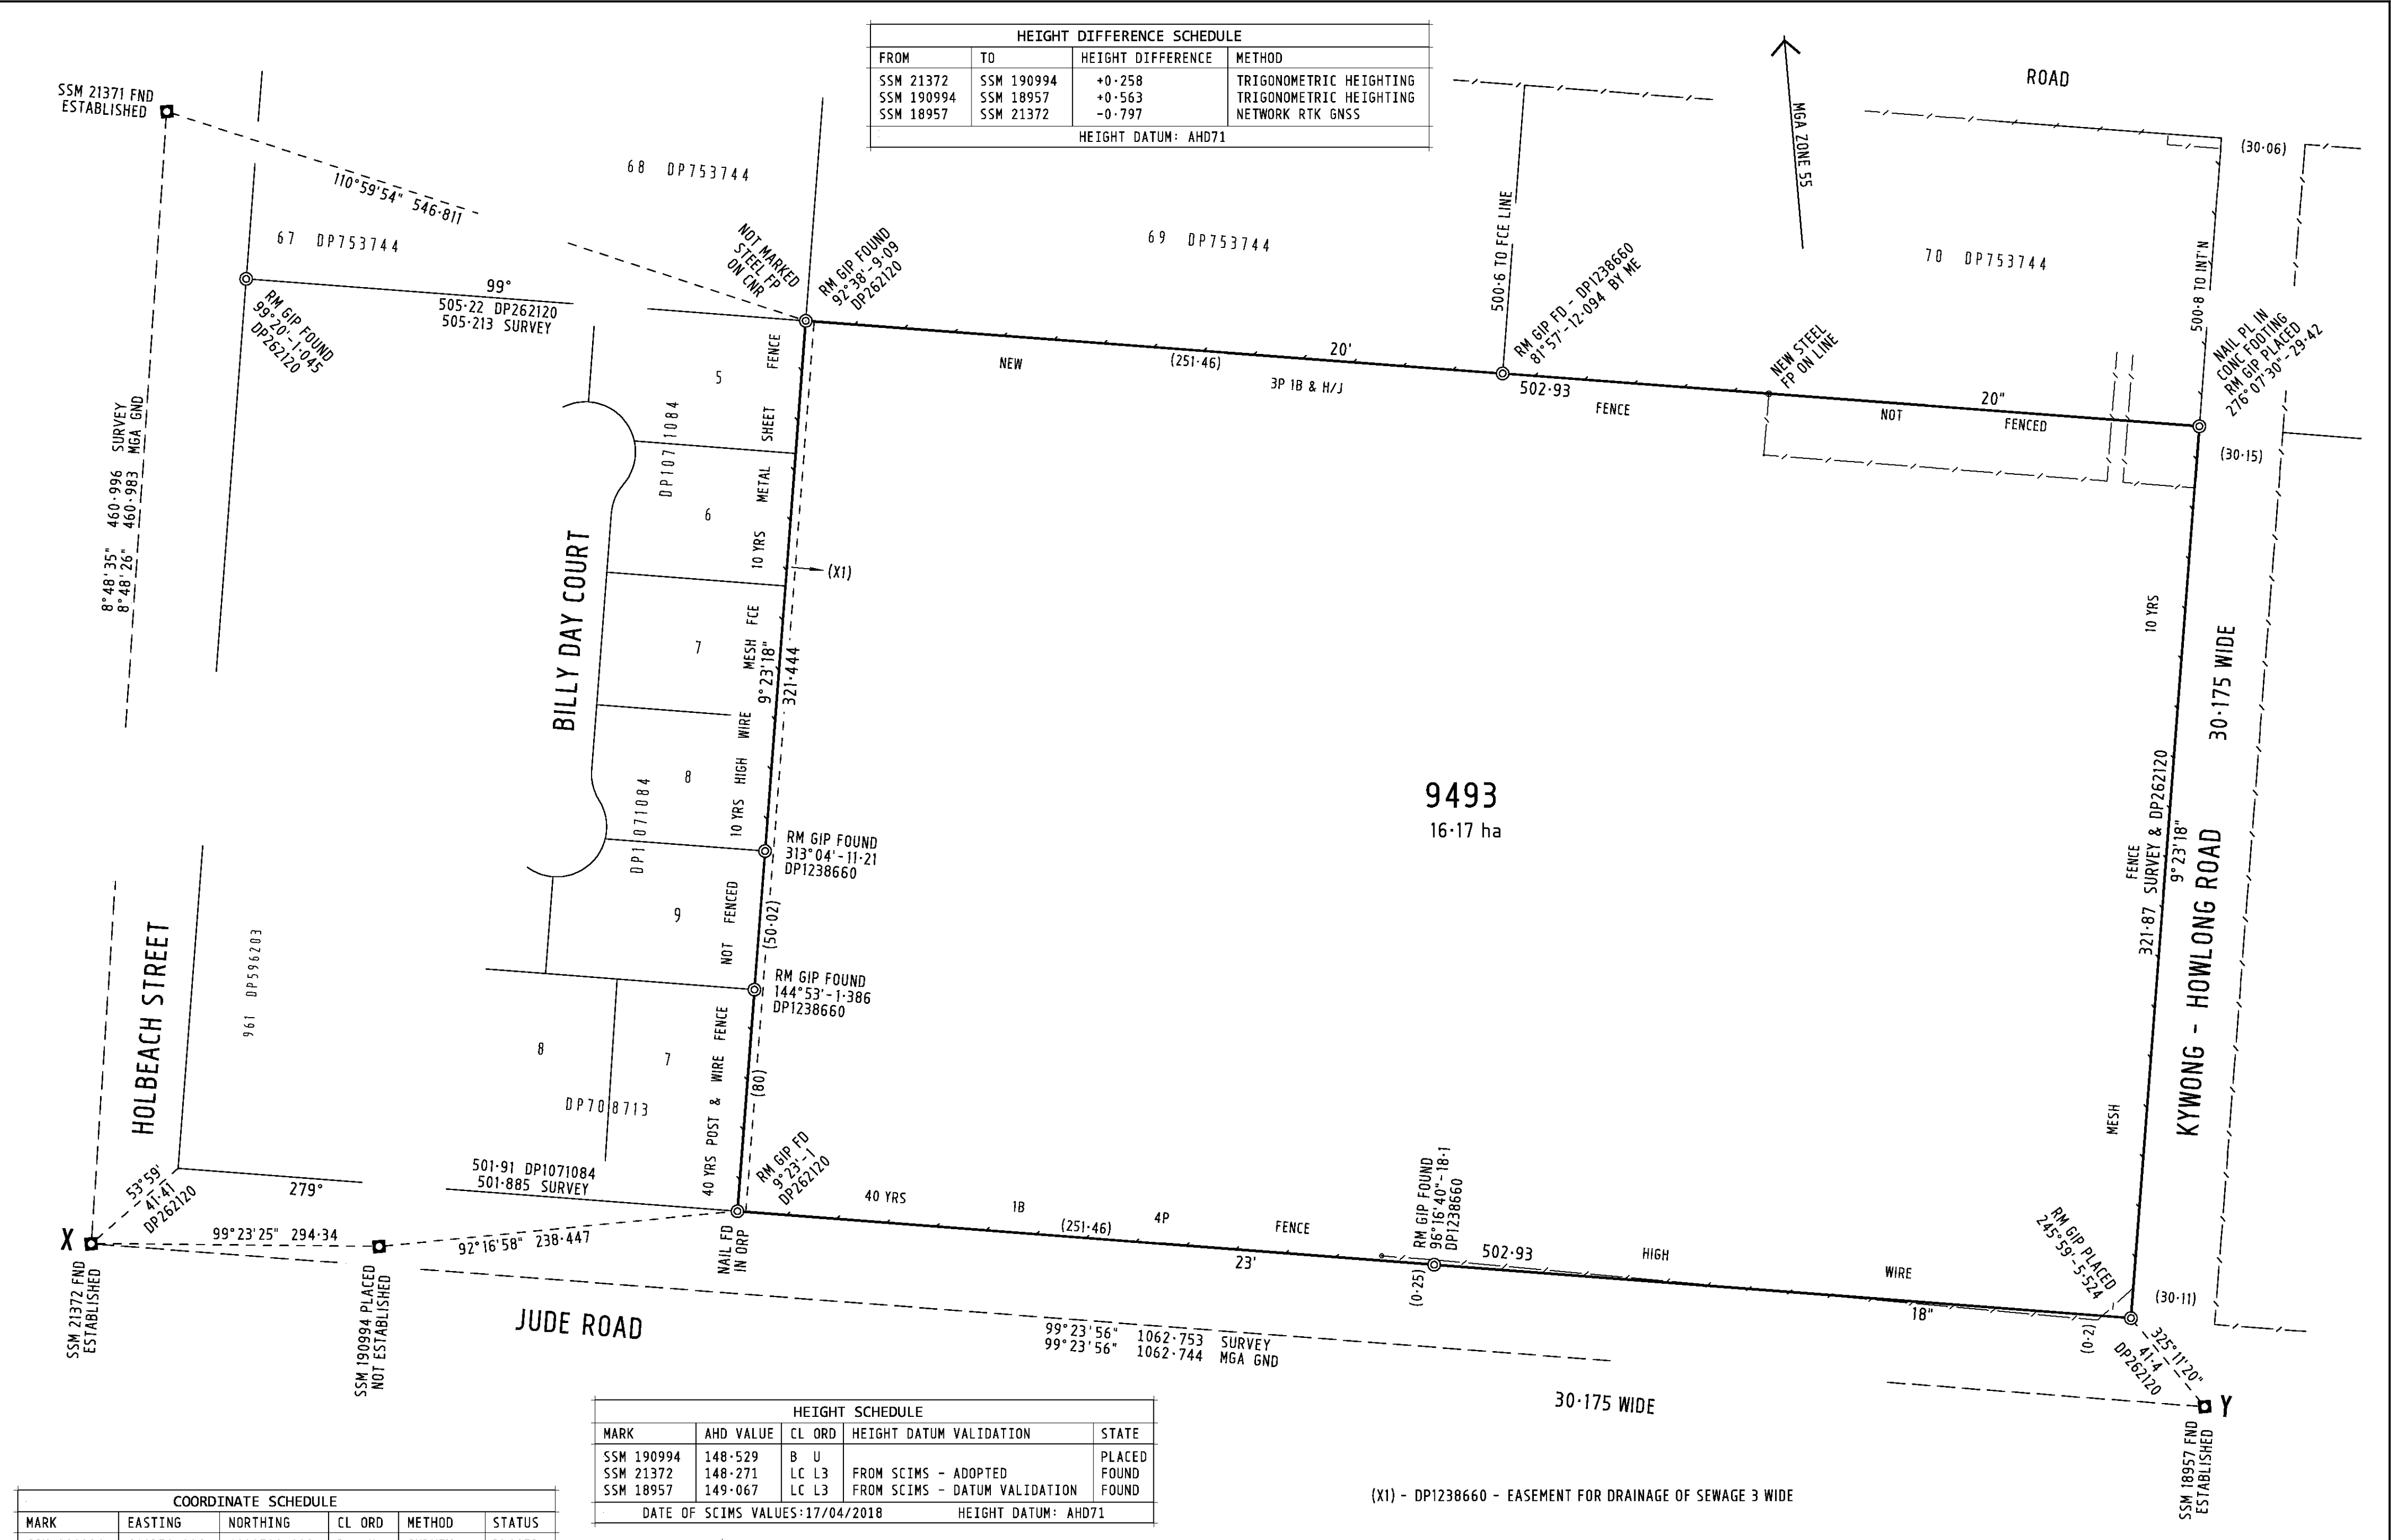 HEIGHT DIFFERENCE SCHEDULE
FROM TO HEIGHT DIFFERENCE METHOD
SSM 21372 SSM 190994 +0·258 TRIGONOMETRIC HEIGHTING
SSM 190994 SSM 18957 +0·563 TRIGONOMETRIC HEIGHTING
SSM 18957 SSM 21372 -0·797 NETWORK RTK GNSS
HEIGHT DATUM: AHD71
ROAD
MGA ZONE 55
(30·06)
SSM 21371 FND
ESTABLISHED
110°59'54" 546·811
68 DP753744
67 DP753744
69 DP753744
70 DP753744
500·6 TO FCE LINE
500·8 TO INT'N
NOT MARKED
STEEL FP
ON CNR
RM GIP FOUND
92°38'-9·09
DP262120
RM GIP FD - DP1238660
81°57'-12·094 BY ME
NEW STEEL
FP ON LINE
NAIL PL IN
CONC FOOTING
RM GIP PLACED
276°07'30"-29·42
99°
505·22 DP262120
505·213 SURVEY
RM GIP FOUND
99°20'-1·045
DP262120
NEW
(251·46)
20'
3P 1B & H/J
502·93
FENCE
NOT
20"
FENCED
(30·15)
8°48'35" 460·996 SURVEY
8°48'26" 460·983 MGA GND
5
DP1071084
6
7
8
DP1071084
9
BILLY DAY COURT
FENCE
SHEET
METAL
10 YRS
(X1)
MESH FCE
9°23'18"
321·444
WIRE
HIGH
10 YRS
RM GIP FOUND
313°04'-11·21
DP1238660
FENCED
NOT
(50·02)
RM GIP FOUND
144°53'-1·386
DP1238660
9493
16·17 ha
10 YRS
30·175 WIDE
FENCE
321·87 SURVEY & DP262120
9°23'18"
KYWONG - HOWLONG ROAD
MESH
HOLBEACH STREET
961 DP596203
8
7
DP708713
40 YRS POST & WIRE FENCE
(80)
RM GIP FD
9°23'-1
DP262120
53°59'
41·41
DP262120
279°
501·91 DP1071084
501·885 SURVEY
X
99°23'25" 294·34
92°16'58" 238·447
NAIL FD
IN ORP
SSM 21372 FND
ESTABLISHED
SSM 190994 PLACED
NOT ESTABLISHED
JUDE ROAD
40 YRS
1B
(251·46)
4P
FENCE
23'
RM GIP FOUND
96°16'40"-18·1
DP1238660
(0·25)
502·93
HIGH
WIRE
18"
RM GIP PLACED
245°59'-5·524
(30·11)
(0·2)
325°11'20"
41·4
DP262120
Y
SSM 18957 FND
ESTABLISHED
99°23'56" 1062·753 SURVEY
99°23'56" 1062·744 MGA GND
30·175 WIDE
HEIGHT SCHEDULE
MARK AHD VALUE CL ORD HEIGHT DATUM VALIDATION STATE
SSM 190994 148·529 B U PLACED
SSM 21372 148·271 LC L3 FROM SCIMS - ADOPTED FOUND
SSM 18957 149·067 LC L3 FROM SCIMS - DATUM VALIDATION FOUND
DATE OF SCIMS VALUES:17/04/2018 HEIGHT DATUM: AHD71
(X1) - DP1238660 - EASEMENT FOR DRAINAGE OF SEWAGE 3 WIDE
COORDINATE SCHEDULE
MARK EASTING NORTHING CL ORD METHOD STATUS